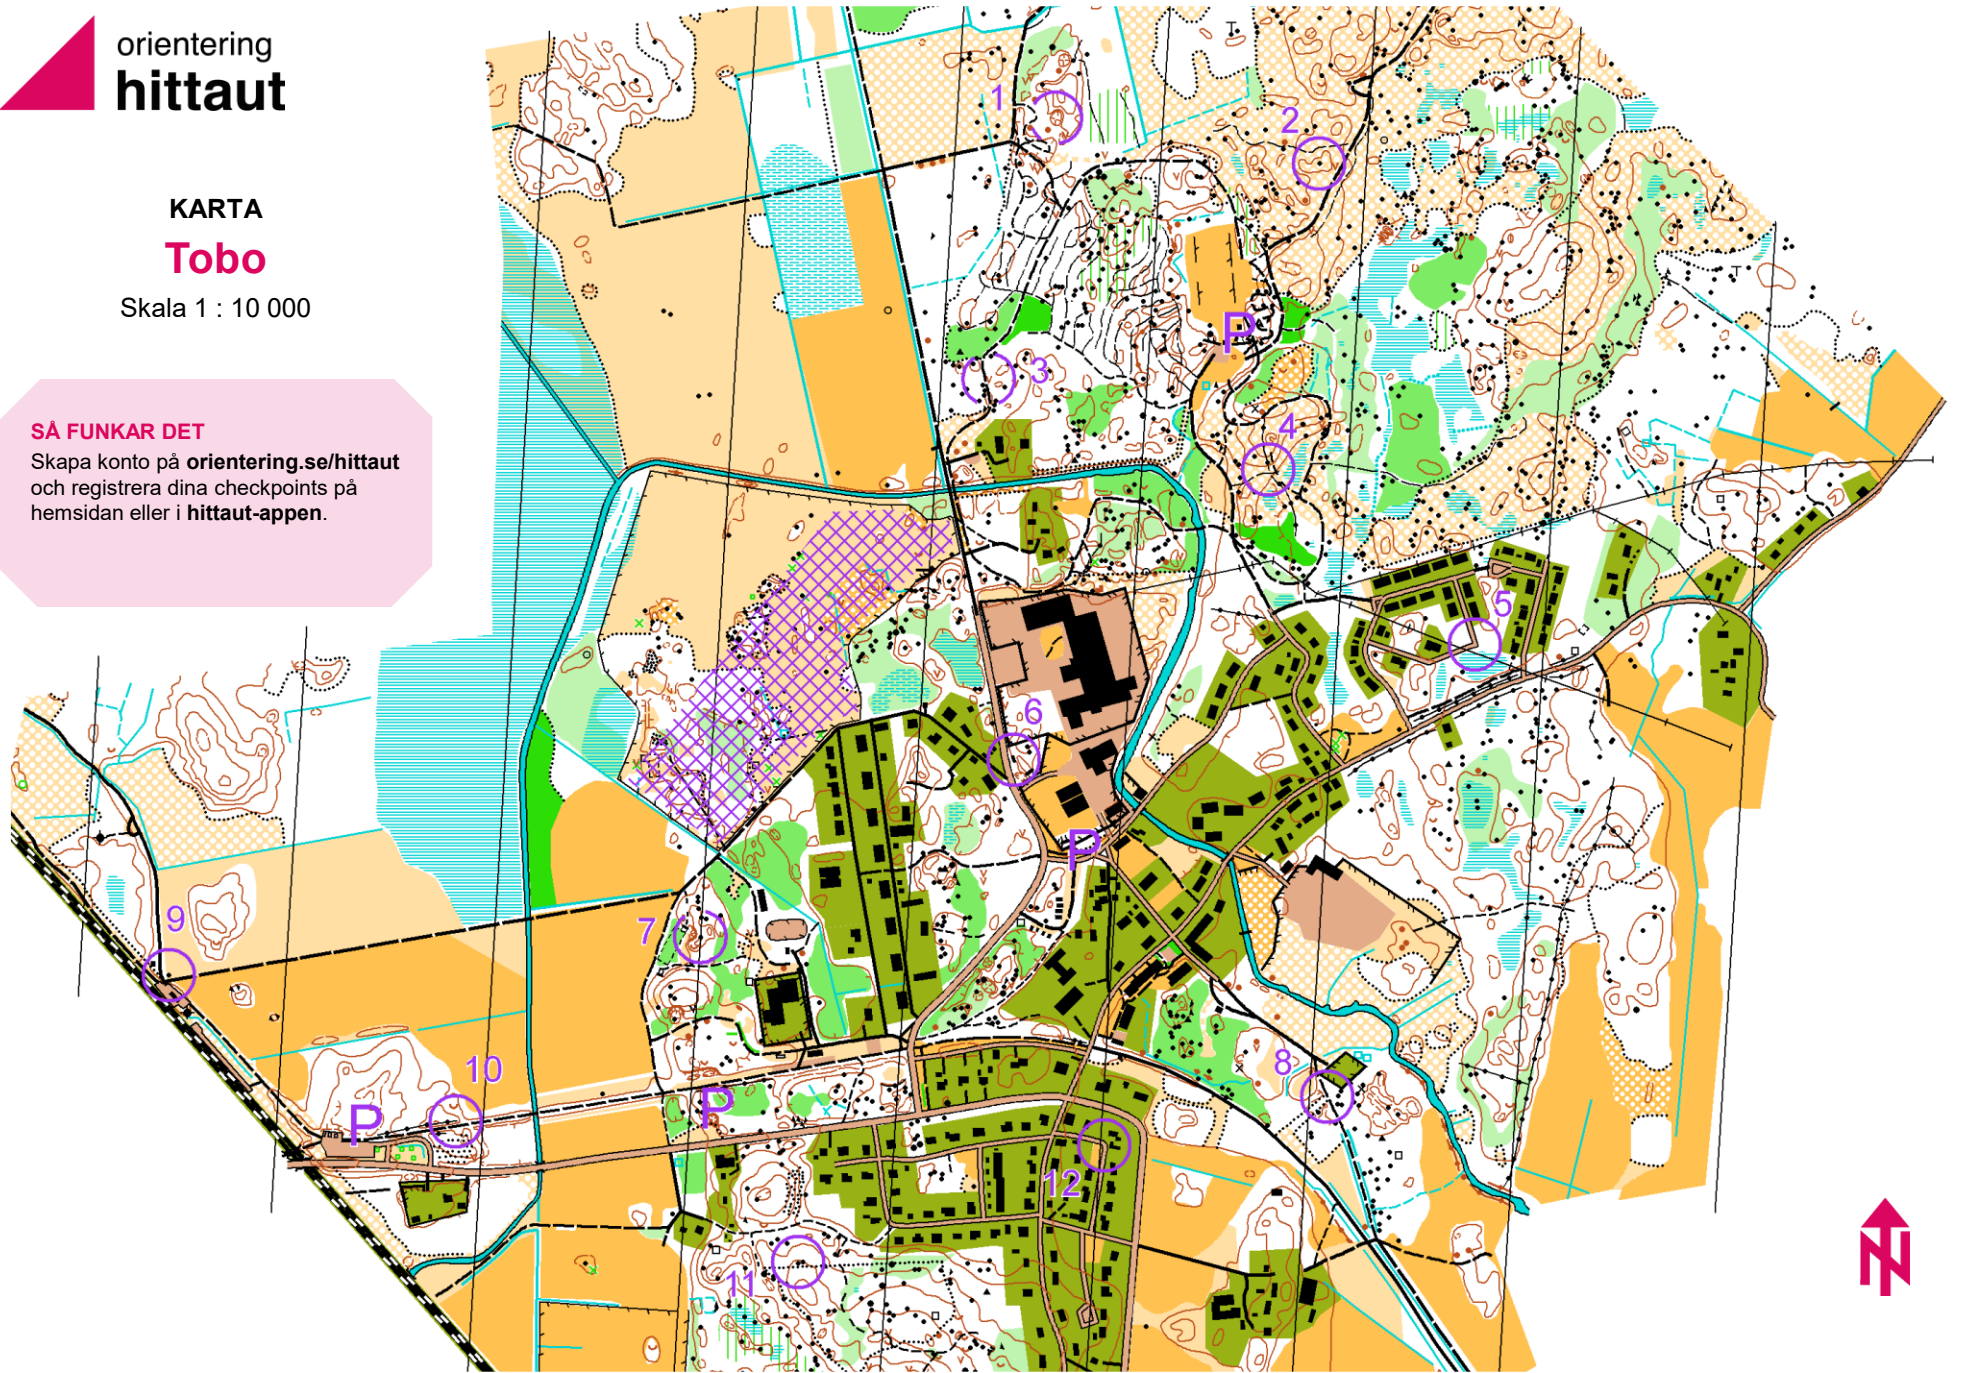 orientering
hittaut
KARTA
Tobo
Skala 1 : 10 000
SÅ FUNKAR DET
Skapa konto på orientering.se/hittaut
och registrera dina checkpoints på
hemsidan eller i hittaut-appen.
1
2
3
P
4
5
6
P
7
8
9
10
P
P
11
12
N